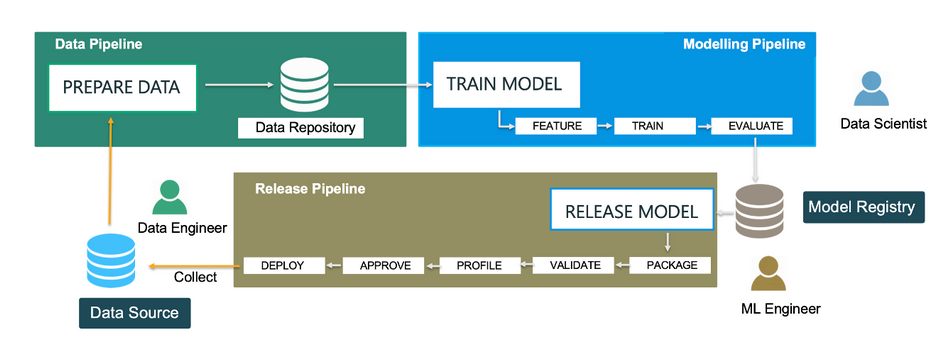 Data Pipeline
Modelling Pipeline
PREPARE DATA
TRAIN MODEL
Data Repository
FEATURE
TRAIN
EVALUATE
Data Scientist
Release Pipeline
RELEASE MODEL
Model Registry
Data Engineer
DEPLOY
APPROVE
PROFILE
VALIDATE
PACKAGE
Collect
Data Source
ML Engineer